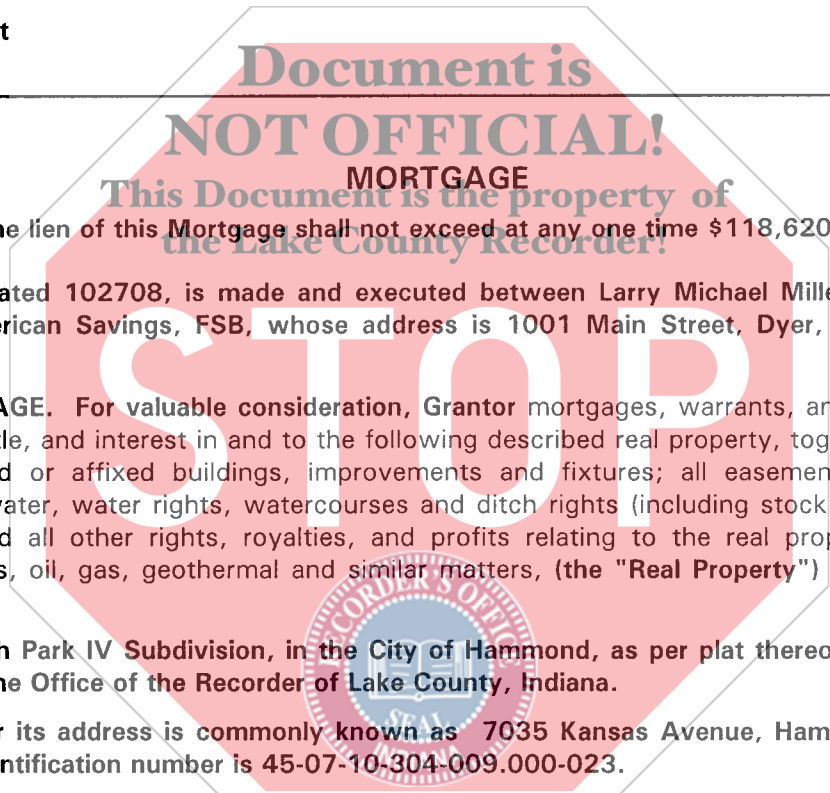 t
Document is
NOT OFFICIAL!
MORTGAGE
This Document is the property of
ne lien of this Mortgage shall not exceed at any one time $118,620
the Lake County Recorder!
ated 102708, is made and executed between Larry Michael Mille
erican Savings, FSB, whose address is 1001 Main Street, Dyer,
STOP
AGE. For valuable consideration, Grantor mortgages, warrants, an
tle, and interest in and to the following described real property, tog
d or affixed buildings, improvements and fixtures; all easemen
vater, water rights, watercourses and ditch rights (including stock
d all other rights, royalties, and profits relating to the real prop
s, oil, gas, geothermal and similar matters, (the "Real Property")
RECORDER'S OFFICE
h Park IV Subdivision, in the City of Hammond, as per plat thereo
ne Office of the Recorder of Lake County, Indiana.
SEAL
r its address is commonly known as 7035 Kansas Avenue, Ham
INDIANA
ntification number is 45-07-10-304-009.000-023.